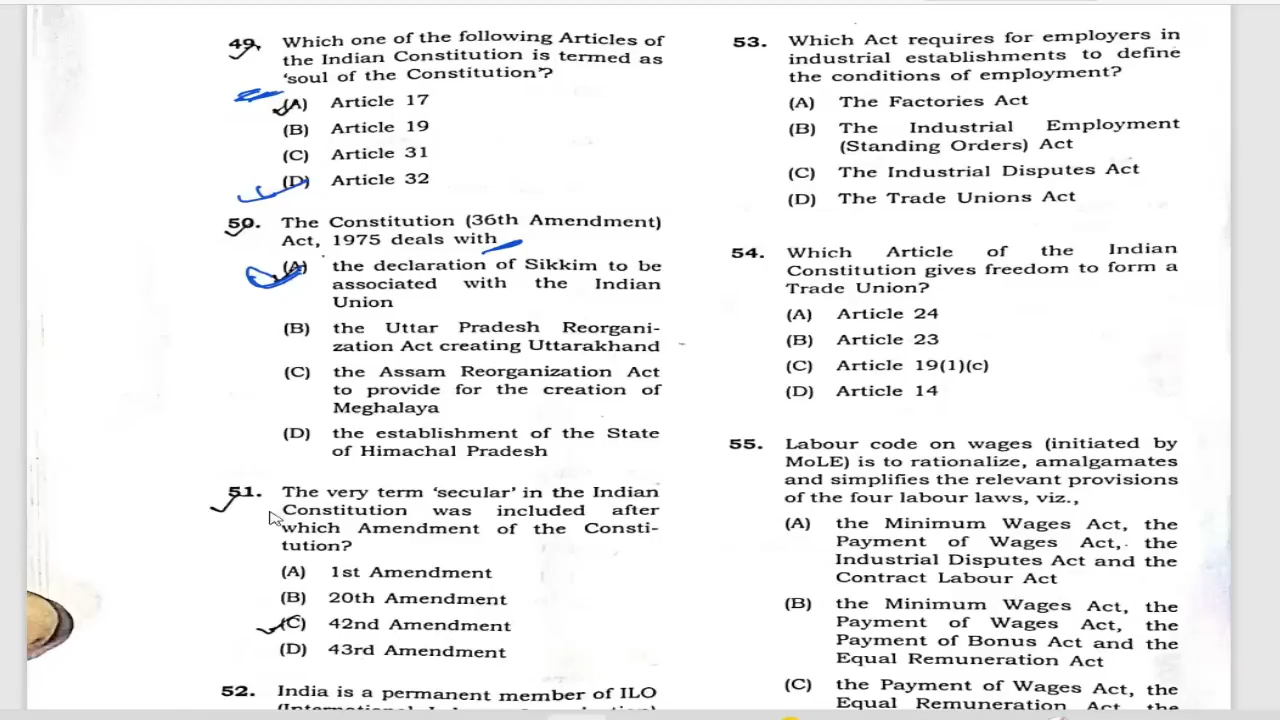 49. Which one of the following Articles of
the Indian Constitution is termed as
'soul of the Constitution'?
(A) Article 17
(B) Article 19
(C) Article 31
(D) Article 32
50. The Constitution (36th Amendment)
Act, 1975 deals with
(A) the declaration of Sikkim to be
associated with the Indian
Union
(B) the Uttar Pradesh Reorgani-
zation Act creating Uttarakhand
(C) the Assam Reorganization Act
to provide for the creation of
Meghalaya
(D) the establishment of the State
of Himachal Pradesh
51. The very term 'secular' in the Indian
Constitution was included after
which Amendment of the Consti-
tution?
(A) 1st Amendment
(B) 20th Amendment
(C) 42nd Amendment
(D) 43rd Amendment
52. India is a permanent member of ILO
53. Which Act requires for employers in
industrial establishments to define
the conditions of employment?
(A) The Factories Act
(B) The Industrial Employment
(Standing Orders) Act
(C) The Industrial Disputes Act
(D) The Trade Unions Act
54. Which Article of the Indian
Constitution gives freedom to form a
Trade Union?
(A) Article 24
(B) Article 23
(C) Article 19(1)(c)
(D) Article 14
55. Labour code on wages (initiated by
MoLE) is to rationalize, amalgamates
and simplifies the relevant provisions
of the four labour laws, viz.,
(A) the Minimum Wages Act, the
Payment of Wages Act, the
Industrial Disputes Act and the
Contract Labour Act
(B) the Minimum Wages Act, the
Payment of Wages Act, the
Payment of Bonus Act and the
Equal Remuneration Act
(C) the Payment of Wages Act, the
Equal Remuneration Act, the